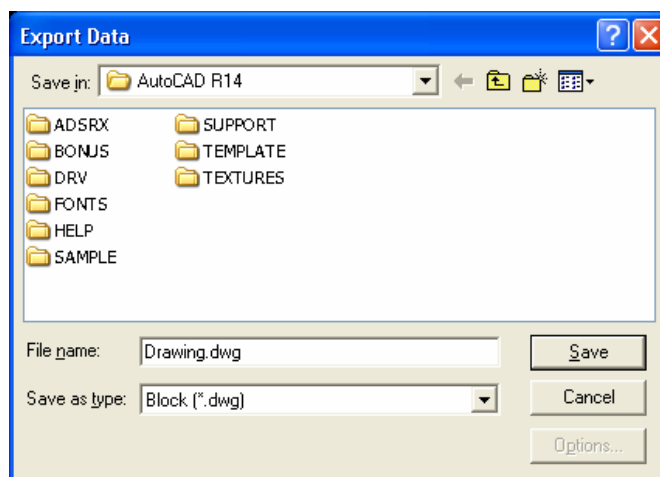 Export Data
Save in: AutoCAD R14
ADSRX SUPPORT
BONUS TEMPLATE
DRV TEXTURES
FONTS
HELP
SAMPLE
File name: Drawing.dwg Save
Save as type: Block (*.dwg) Cancel
Options...